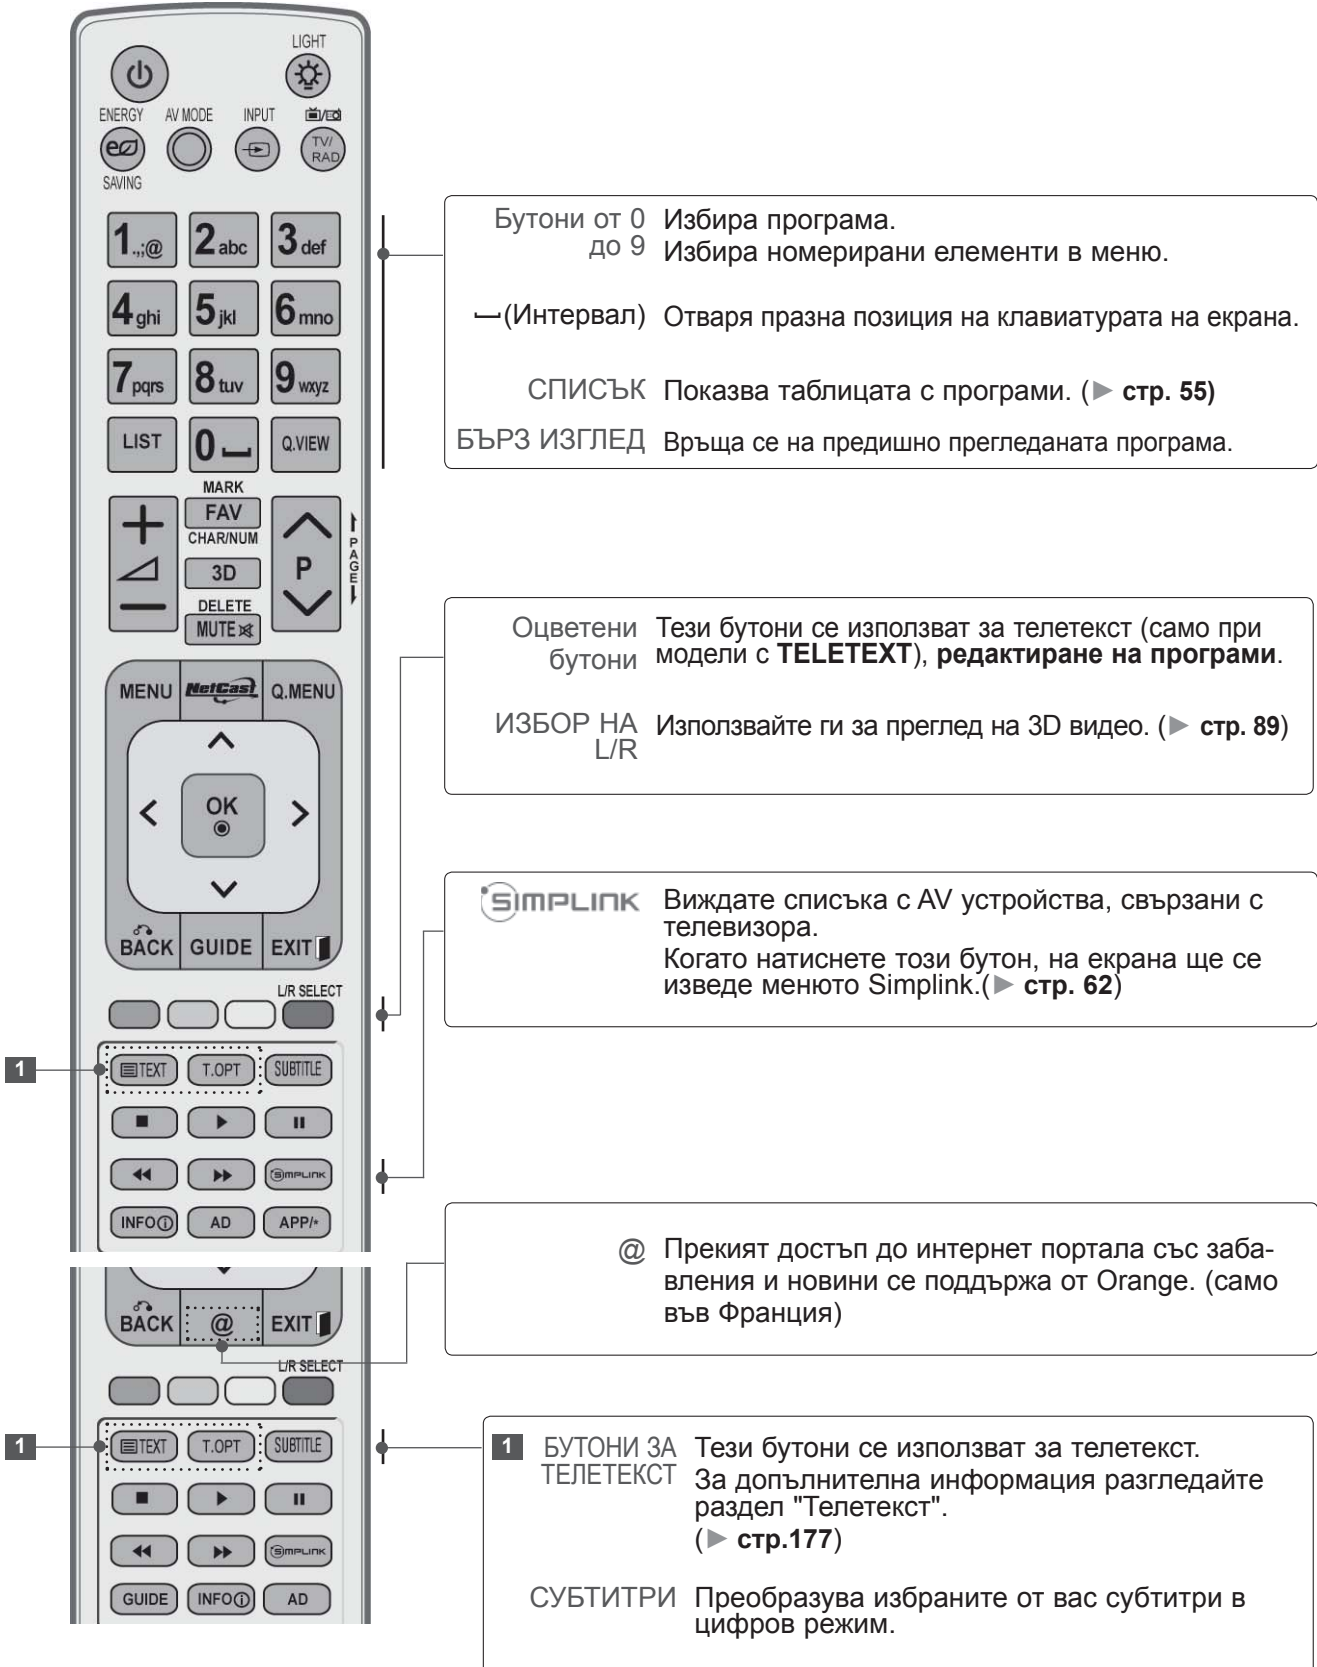 LIGHT
ENERGY AV MODE INPUT
TV/
RAD
SAVING
1.,;@ 2abc 3def
4ghi 5jkl 6mno
7pqrs 8tuv 9wxyz
LIST 0 Q.VIEW
MARK
FAV
CHAR/NUM
3D
DELETE
MUTE
P
PAGE
MENU NetCast Q.MENU
OK
BACK GUIDE EXIT
L/R SELECT
1
TEXT T.OPT SUBTITLE
SIMPLINK
INFO AD APP/*
BACK @ EXIT
L/R SELECT
1
TEXT T.OPT SUBTITLE
SIMPLINK
GUIDE INFO AD
Бутони от 0 Избира програма.
до 9 Избира номерирани елементи в меню.
(Интервал) Отваря празна позиция на клавиатурата на екрана.
СПИСЪК Показва таблицата с програми. (► стр. 55)
БЪРЗ ИЗГЛЕД Връща се на предишно прегледаната програма.
Оцветени Тези бутони се използват за телетекст (само при
бутони модели с TELETEXT), редактиране на програми.
ИЗБОР НА Използвайте ги за преглед на 3D видео. (► стр. 89)
L/R
SIMPLINK Виждате списъка с AV устройства, свързани с
телевизора.
Когато натиснете този бутон, на екрана ще се
изведе менюто Simplink.(► стр. 62)
@ Прекият достъп до интернет портала със заба-
вления и новини се поддържа от Orange. (само
във Франция)
1 БУТОНИ ЗА Тези бутони се използват за телетекст.
ТЕЛЕТЕКСТ За допълнителна информация разгледайте
раздел "Телетекст".
(► стр.177)
СУБТИТРИ Преобразува избраните от вас субтитри в
цифров режим.